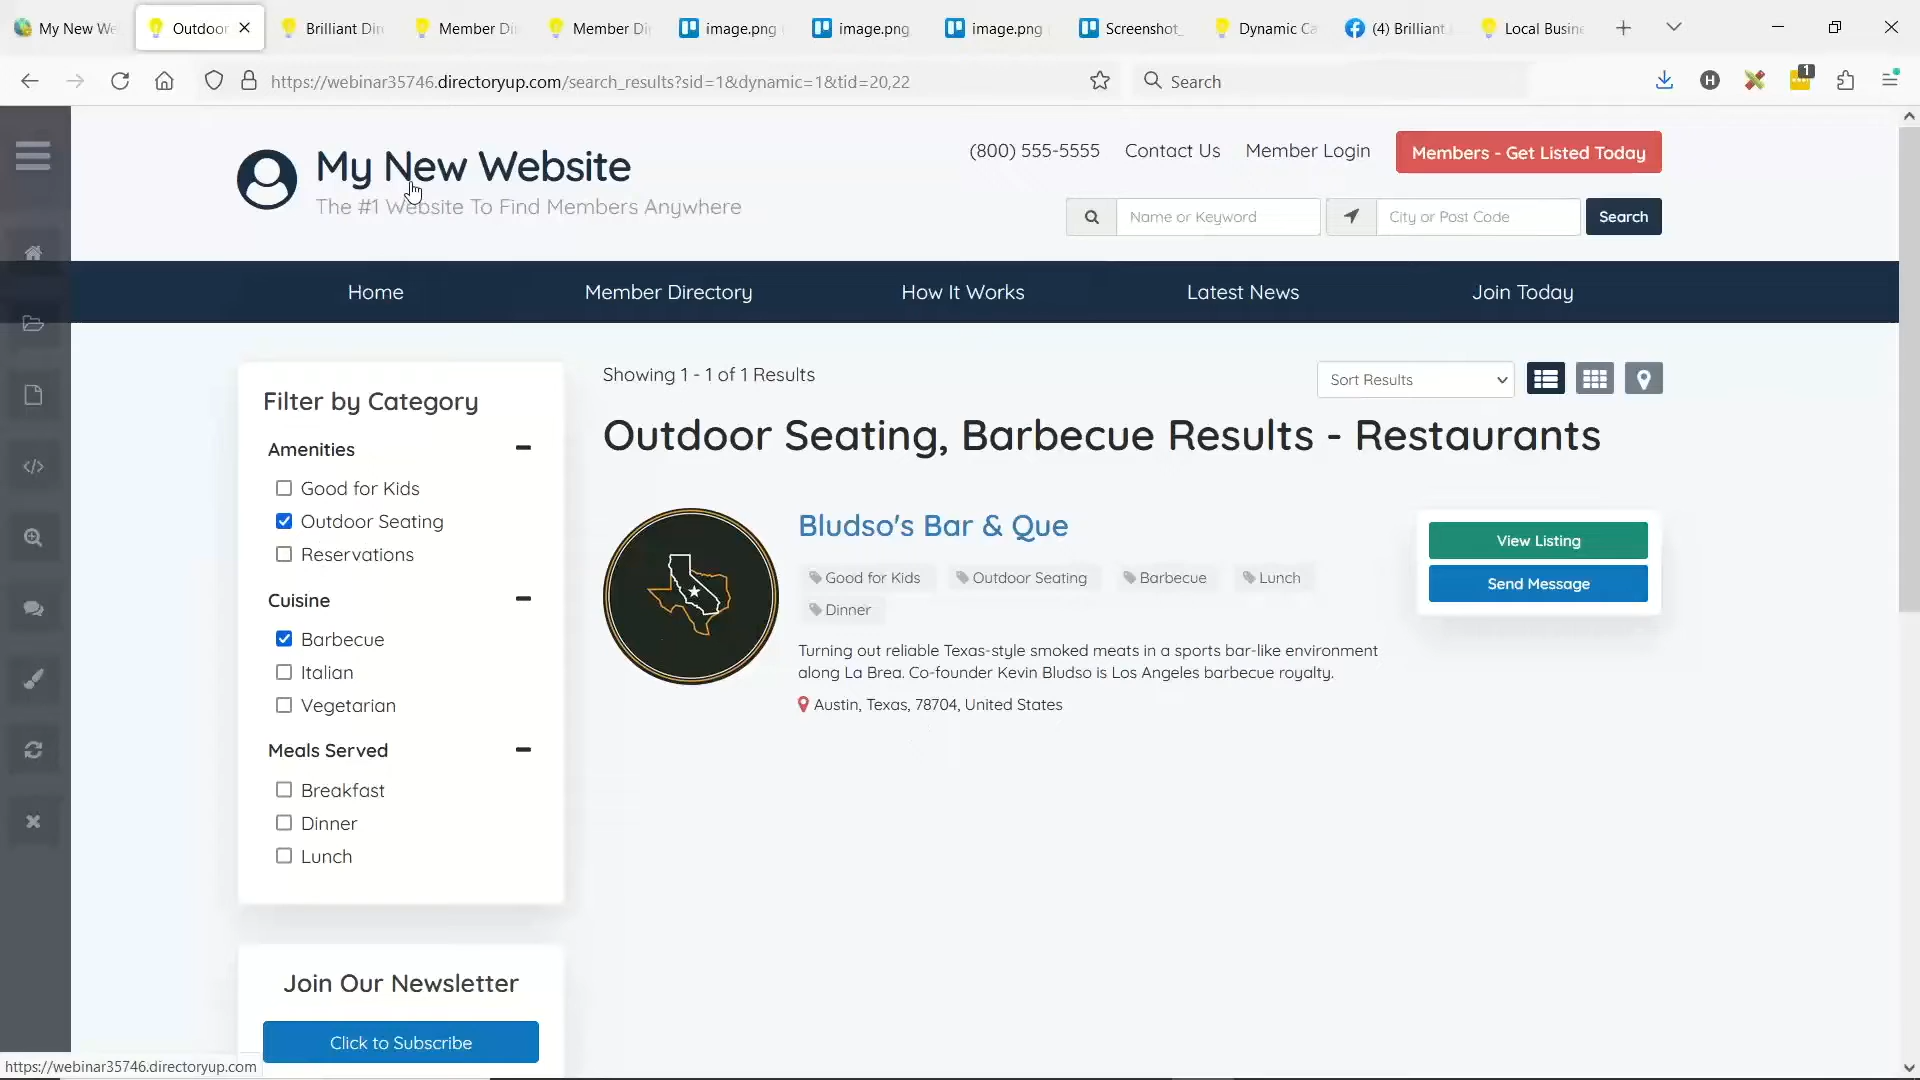 My New We
Outdoor
Brilliant Dire
Member Di
Member Di
image.png
image.png
image.png
Screenshot_
Dynamic Ca
(4) Brilliant
Local Busine
https://webinar35746.directoryup.com/search_results?sid=1&dynamic=1&tid=20,22
Search
H
1
My New Website
The #1 Website To Find Members Anywhere
(800) 555-5555
Contact Us
Member Login
Members - Get Listed Today
Name or Keyword
City or Post Code
Search
Home
Member Directory
How It Works
Latest News
Join Today
Filter by Category
Amenities
Good for Kids
Outdoor Seating
Reservations
Cuisine
Barbecue
Italian
Vegetarian
Meals Served
Breakfast
Dinner
Lunch
Join Our Newsletter
Click to Subscribe
Showing 1 - 1 of 1 Results
Sort Results
Outdoor Seating, Barbecue Results - Restaurants
Bludso's Bar & Que
Good for Kids
Outdoor Seating
Barbecue
Lunch
Dinner
Turning out reliable Texas-style smoked meats in a sports bar-like environment
along La Brea. Co-founder Kevin Bludso is Los Angeles barbecue royalty.
Austin, Texas, 78704, United States
View Listing
Send Message
https://webinar35746.directoryup.com